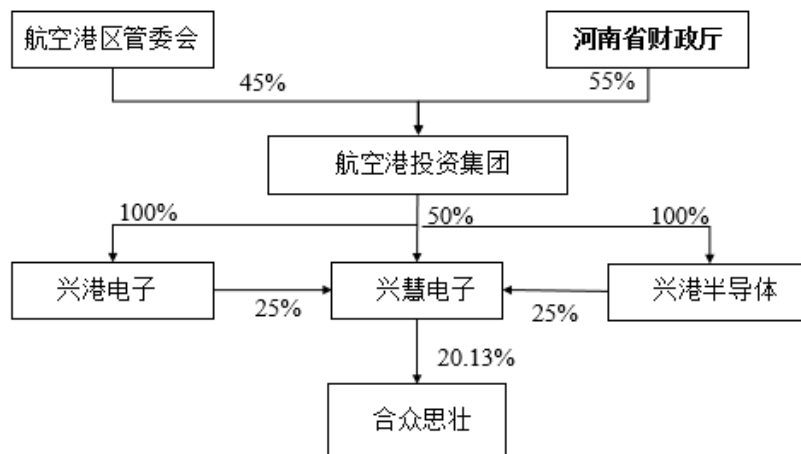 航空港区管委会
河南省财政厅
45%
55%
航空港投资集团
100%
50%
100%
兴港电子
兴慧电子
兴港半导体
25%
25%
20.13%
合众思壮